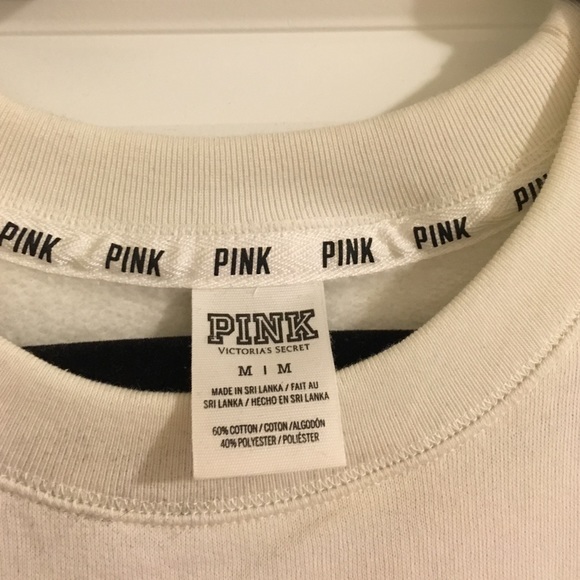 PINK PINK PINK PINK PINK
PINK
VICTORIA'S SECRET
M | M
MADE IN SRI LANKA / FAIT AU
SRI LANKA / HECHO EN SRI LANKA
60% COTTON / COTON / ALGODÓN
40% POLYESTER / POLIÉSTER